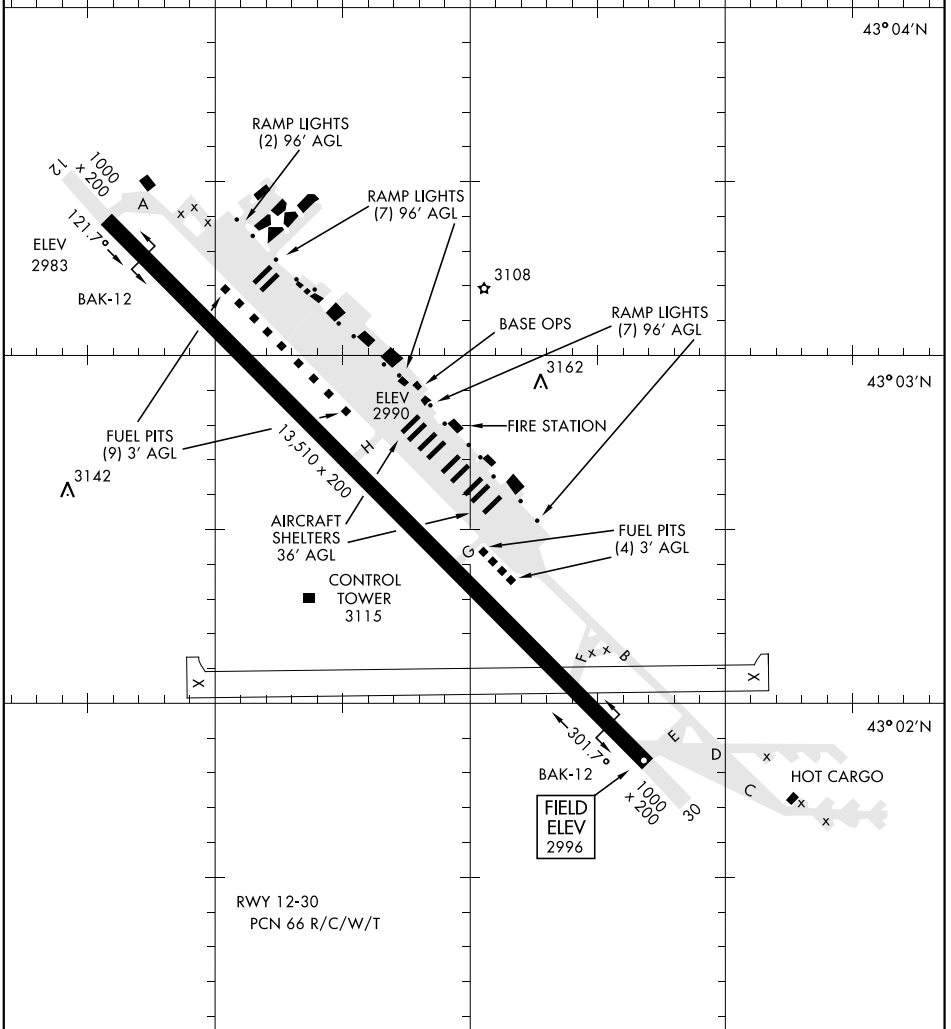 43° 04' N
RAMP LIGHTS
(2) 96' AGL
12
1000
x 200
RAMP LIGHTS
(7) 96' AGL
A
x x x
121.7°
ELEV
2983
BAK-12
3108
RAMP LIGHTS
(7) 96' AGL
BASE OPS
3162
43° 03' N
ELEV
2990
FIRE STATION
FUEL PITS
(9) 3' AGL
13,510 x 200
H
3142
AIRCRAFT
SHELTERS
36' AGL
FUEL PITS
(4) 3' AGL
G
CONTROL
TOWER
3115
F
x x
B
X
X
43° 02' N
301.7°
E
D
x
BAK-12
HOT CARGO
C
x
x
1000
x 200
30
FIELD
ELEV
2996
RWY 12-30
PCN 66 R/C/W/T